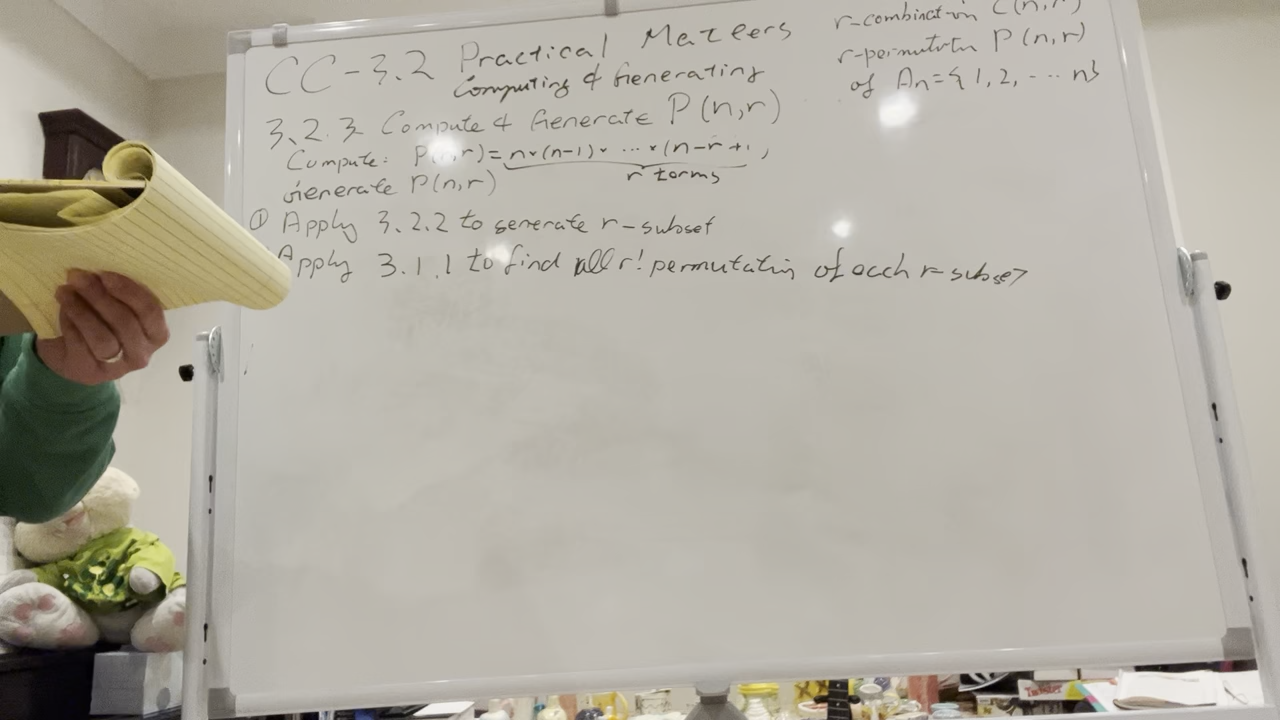 CC-3.2 Practical Matters
Computing & Generating
r-combination C(n,r)
r-permutatn P(n,r)
of An={1,2,...n}
3.2.3 Compute & Generate P(n,r)
Compute: P(n,r)=n×(n-1)×...×(n-r+1)
r terms
Generate P(n,r)
① Apply 3.2.2 to generate r-subset
Apply 3.1.1 to find all r! permutatin of each r-subset